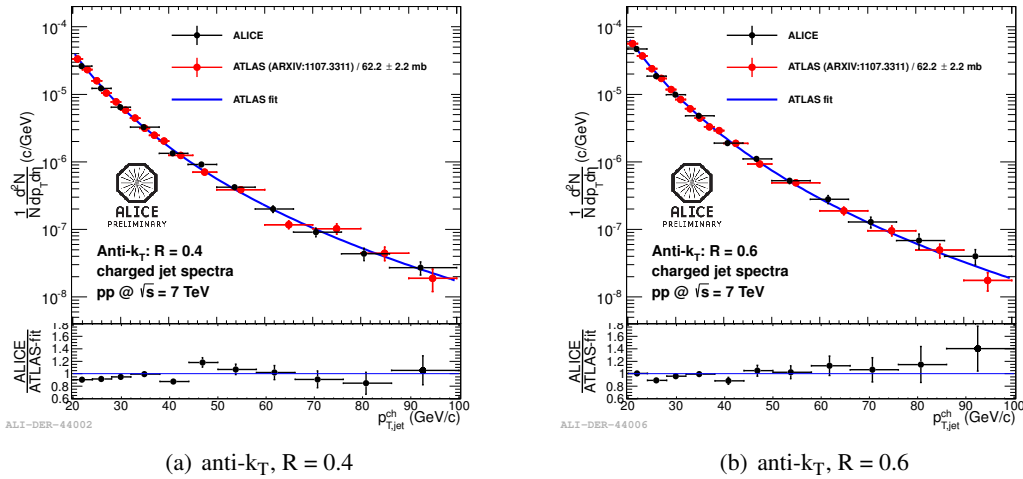 10⁻⁴
10⁻⁵
10⁻⁶
10⁻⁷
10⁻⁸
1/N d²N/dp_T dη (c/GeV)
ALICE
ATLAS (ARXIV:1107.3311) / 62.2 ± 2.2 mb
ATLAS fit
ALICE
PRELIMINARY
Anti-k_T: R = 0.4
charged jet spectra
pp @ √s = 7 TeV
ALICE/ATLAS-fit
1.8
1.6
1.4
1.2
1
0.8
0.6
20 30 40 50 60 70 80 90 100
p_T,jet^ch (GeV/c)
ALI-DER-44002
(a) anti-k_T, R = 0.4
10⁻⁴
10⁻⁵
10⁻⁶
10⁻⁷
10⁻⁸
1/N d²N/dp_T dη (c/GeV)
ALICE
ATLAS (ARXIV:1107.3311) / 62.2 ± 2.2 mb
ATLAS fit
ALICE
PRELIMINARY
Anti-k_T: R = 0.6
charged jet spectra
pp @ √s = 7 TeV
ALICE/ATLAS-fit
1.8
1.6
1.4
1.2
1
0.8
0.6
20 30 40 50 60 70 80 90 100
p_T,jet^ch (GeV/c)
ALI-DER-44006
(b) anti-k_T, R = 0.6